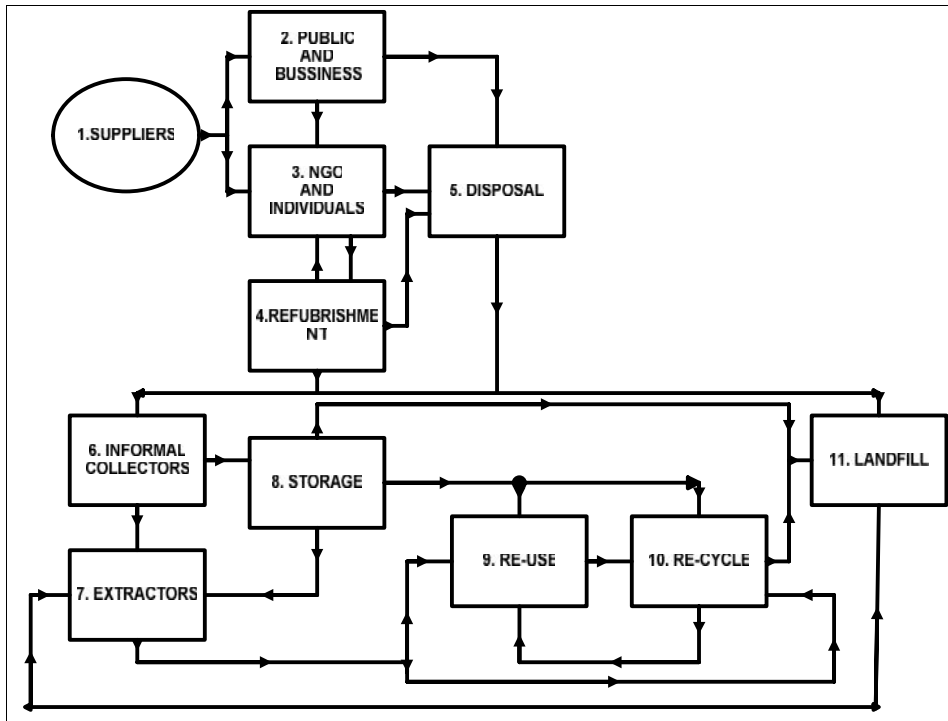 2. PUBLIC
AND
BUSSINESS
1.SUPPLIERS
3. NGO
AND
INDIVIDUALS
5. DISPOSAL
4.REFUBRISHME
NT
6. INFORMAL
COLLECTORS
8. STORAGE
11. LANDFILL
9. RE-USE
10. RE-CYCLE
7. EXTRACTORS